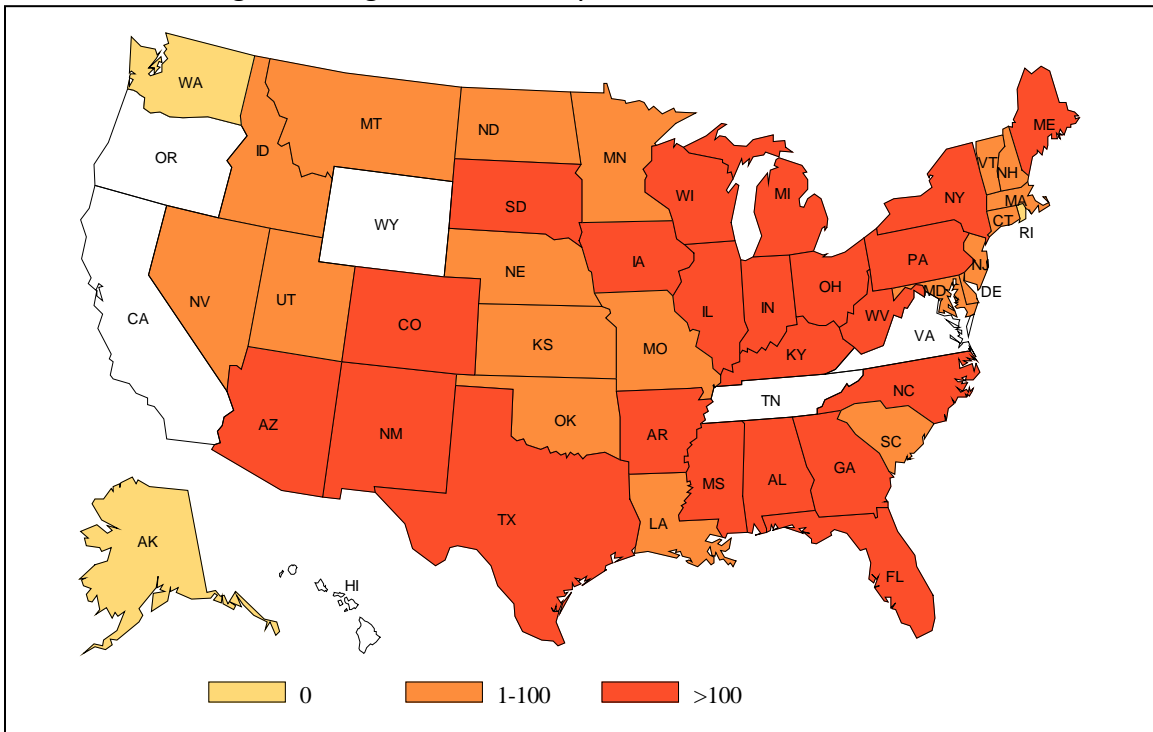 WA
MT
ND
MN
ME
OR
ID
VT
NH
WI
MI
NY
MA
SD
CT
WY
RI
IA
PA
NE
NJ
OH
MD
DE
NV
UT
IL
IN
WV
CA
CO
VA
KS
MO
KY
TN
NC
AZ
NM
OK
AR
SC
GA
MS
AL
TX
LA
AK
FL
HI
0
1-100
>100